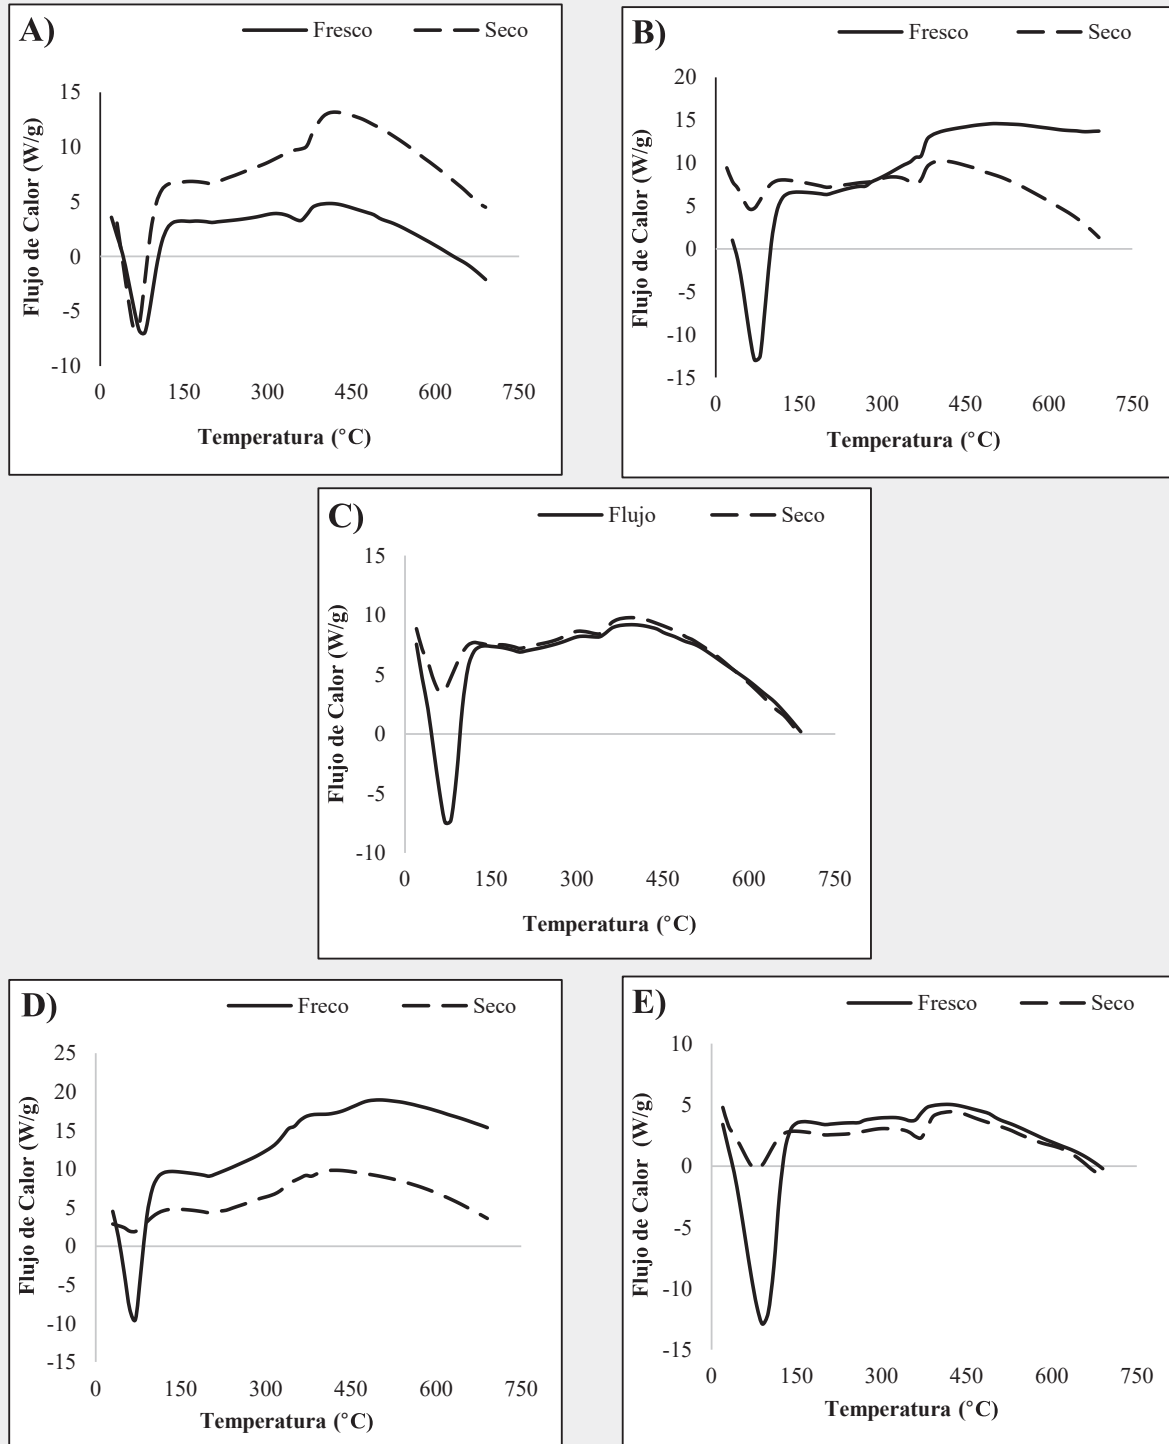 A)
Fresco Seco
Flujo de Calor (W/g)
15
10
5
0
-5
-10
0 150 300 450 600 750
Temperatura (°C)
B)
Fresco Seco
Flujo de Calor (W/g)
20
15
10
5
0
-5
-10
-15
0 150 300 450 600 750
Temperatura (°C)
C)
Flujo Seco
Flujo de Calor (W/g)
15
10
5
0
-5
-10
0 150 300 450 600 750
Temperatura (°C)
D)
Freco Seco
Flujo de Calor (W/g)
25
20
15
10
5
0
-5
-10
-15
0 150 300 450 600 750
Temperatura (°C)
E)
Fresco Seco
Flujo de Calor (W/g)
10
5
0
-5
-10
-15
0 150 300 450 600 750
Temperatura (°C)